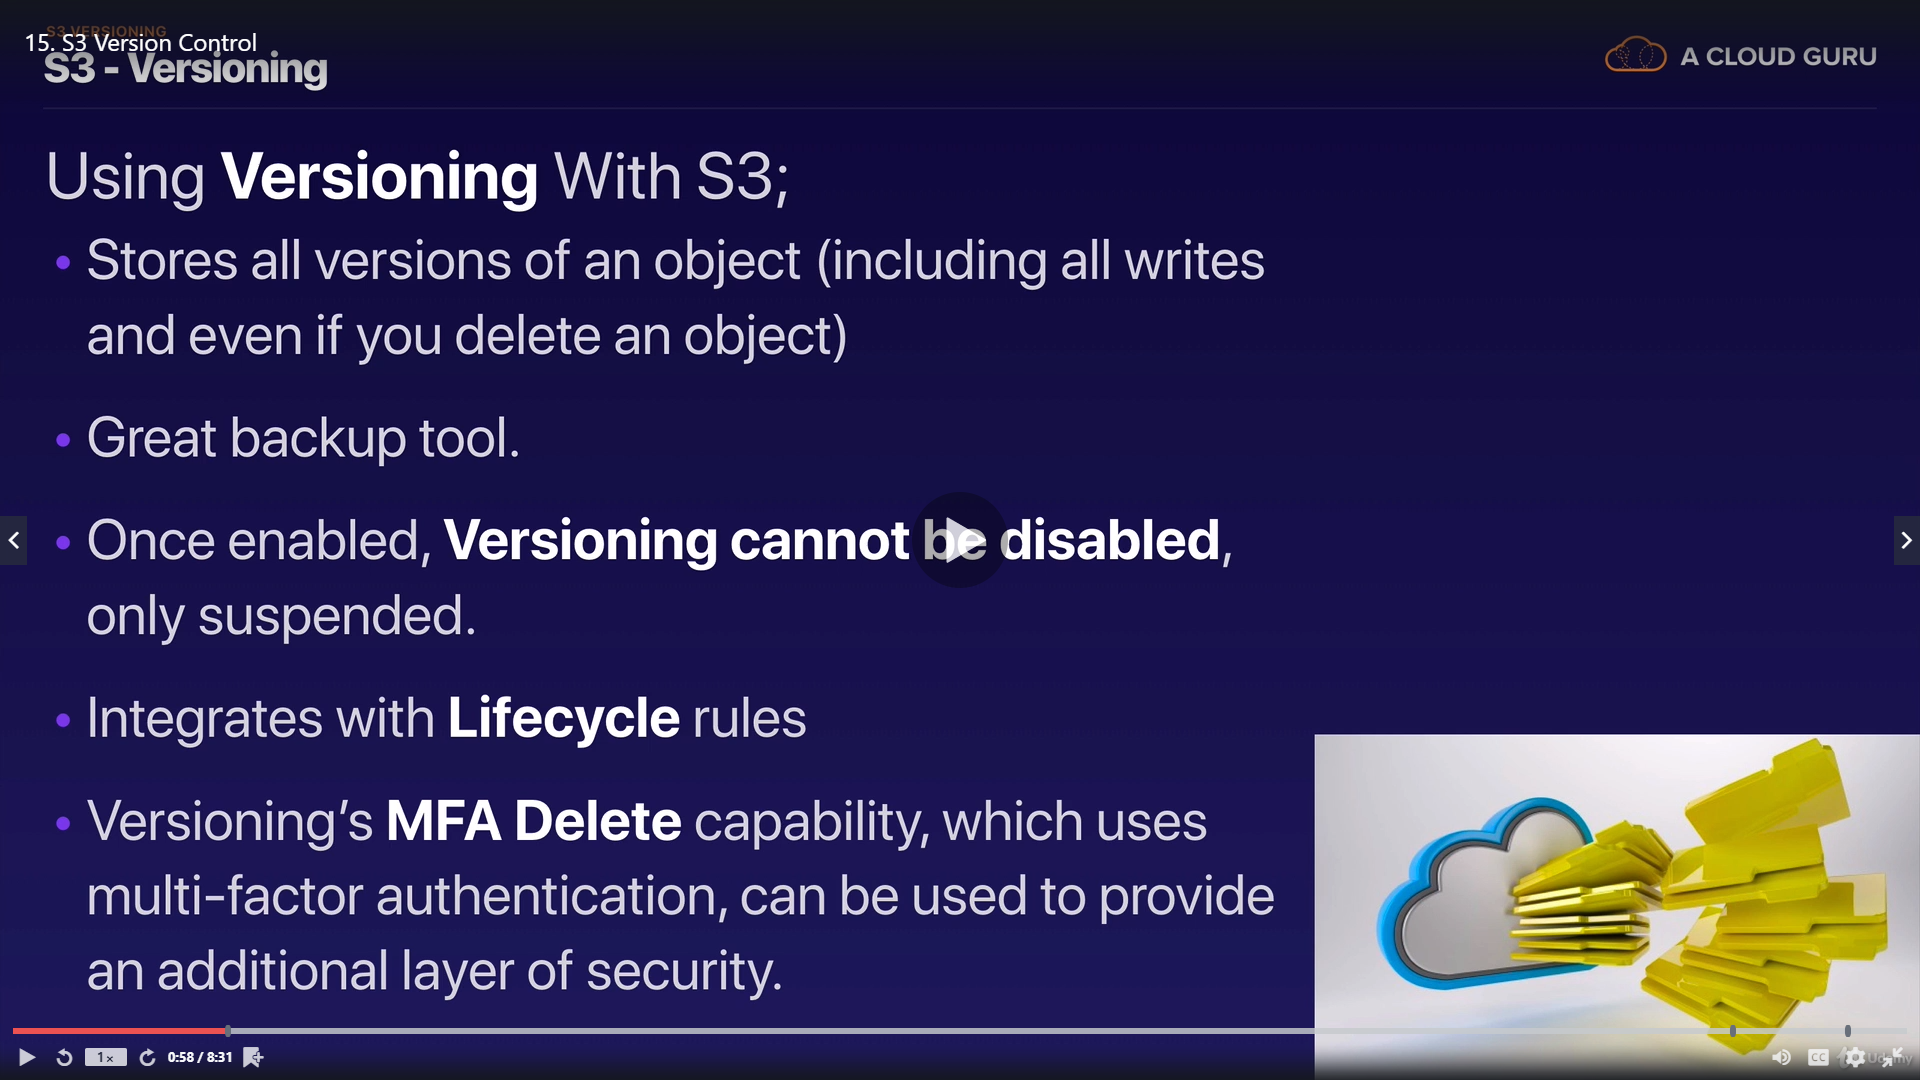 S3 VERSIONING
15. S3 Version Control
S3 - Versioning
A CLOUD GURU
Using Versioning With S3;
• Stores all versions of an object (including all writes
and even if you delete an object)
• Great backup tool.
• Once enabled, Versioning cannot be disabled,
only suspended.
• Integrates with Lifecycle rules
• Versioning’s MFA Delete capability, which uses
multi-factor authentication, can be used to provide
an additional layer of security.
1x
0:58 / 8:31
CC
Udemy